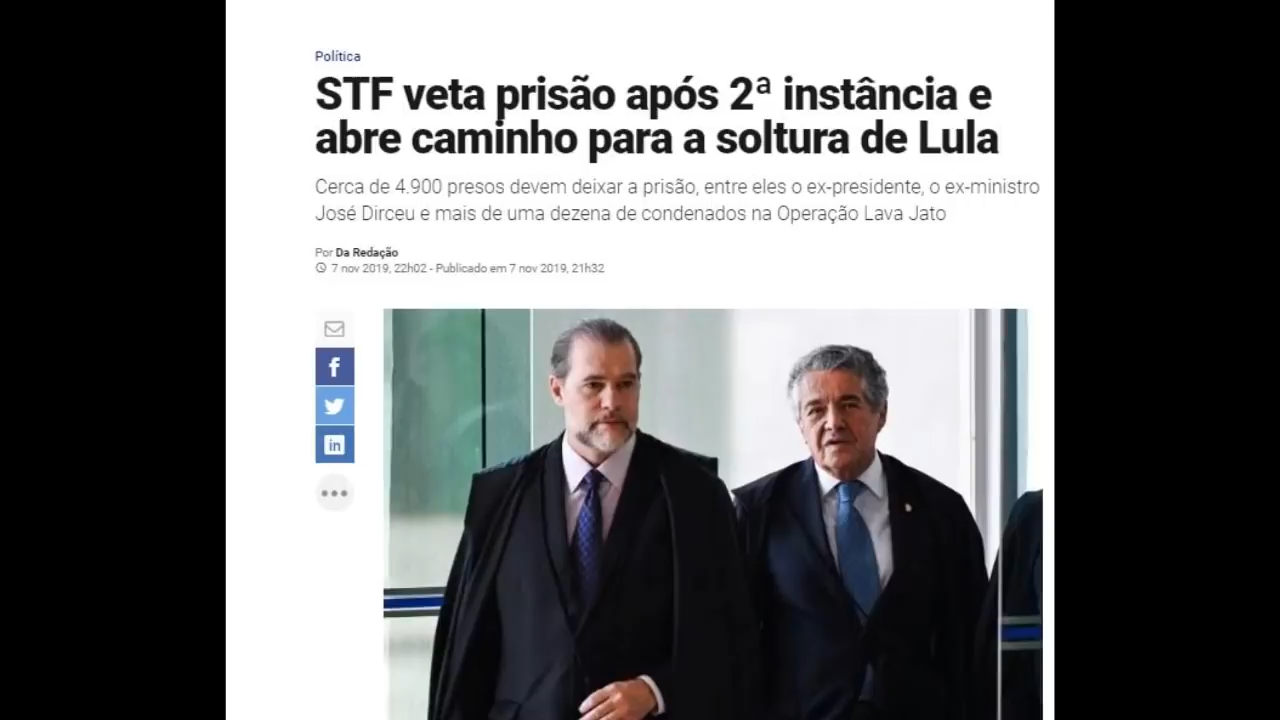 Política
STF veta prisão após 2ª instância e
abre caminho para a soltura de Lula
Cerca de 4.900 presos devem deixar a prisão, entre eles o ex-presidente, o ex-ministro
José Dirceu e mais de uma dezena de condenados na Operação Lava Jato
Por Da Redação
7 nov 2019, 22h02 - Publicado em 7 nov 2019, 21h32
f
in